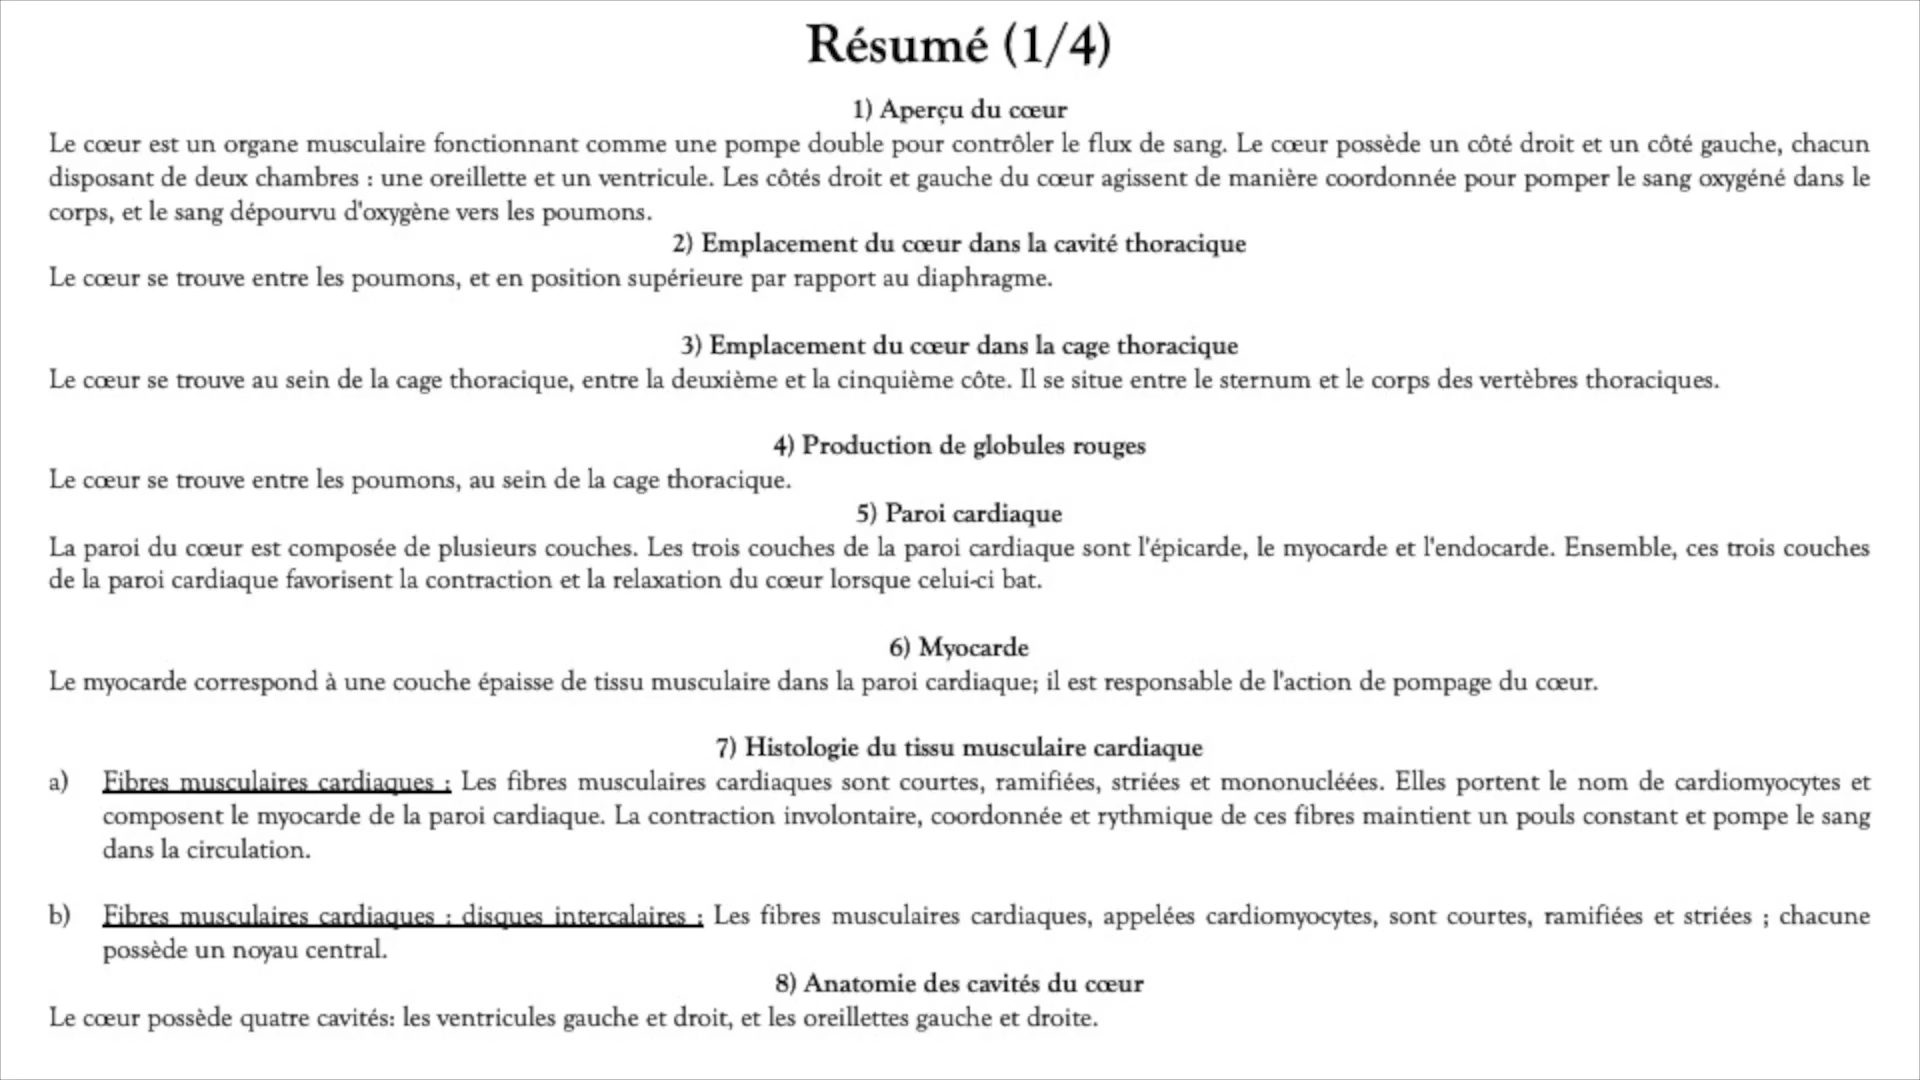 Résumé (1/4)
1) Aperçu du cœur
Le cœur est un organe musculaire fonctionnant comme une pompe double pour contrôler le flux de sang. Le cœur possède un côté droit et un côté gauche, chacun
disposant de deux chambres : une oreillette et un ventricule. Les côtés droit et gauche du cœur agissent de manière coordonnée pour pomper le sang oxygéné dans le
corps, et le sang dépourvu d'oxygène vers les poumons.
2) Emplacement du cœur dans la cavité thoracique
Le cœur se trouve entre les poumons, et en position supérieure par rapport au diaphragme.
3) Emplacement du cœur dans la cage thoracique
Le cœur se trouve au sein de la cage thoracique, entre la deuxième et la cinquième côte. Il se situe entre le sternum et le corps des vertèbres thoraciques.
4) Production de globules rouges
Le cœur se trouve entre les poumons, au sein de la cage thoracique.
5) Paroi cardiaque
La paroi du cœur est composée de plusieurs couches. Les trois couches de la paroi cardiaque sont l'épicarde, le myocarde et l'endocarde. Ensemble, ces trois couches
de la paroi cardiaque favorisent la contraction et la relaxation du cœur lorsque celui-ci bat.
6) Myocarde
Le myocarde correspond à une couche épaisse de tissu musculaire dans la paroi cardiaque; il est responsable de l'action de pompage du cœur.
7) Histologie du tissu musculaire cardiaque
a) Fibres musculaires cardiaques : Les fibres musculaires cardiaques sont courtes, ramifiées, striées et mononucléées. Elles portent le nom de cardiomyocytes et
composent le myocarde de la paroi cardiaque. La contraction involontaire, coordonnée et rythmique de ces fibres maintient un pouls constant et pompe le sang
dans la circulation.
b) Fibres musculaires cardiaques : disques intercalaires : Les fibres musculaires cardiaques, appelées cardiomyocytes, sont courtes, ramifiées et striées ; chacune
possède un noyau central.
8) Anatomie des cavités du cœur
Le cœur possède quatre cavités: les ventricules gauche et droit, et les oreillettes gauche et droite.